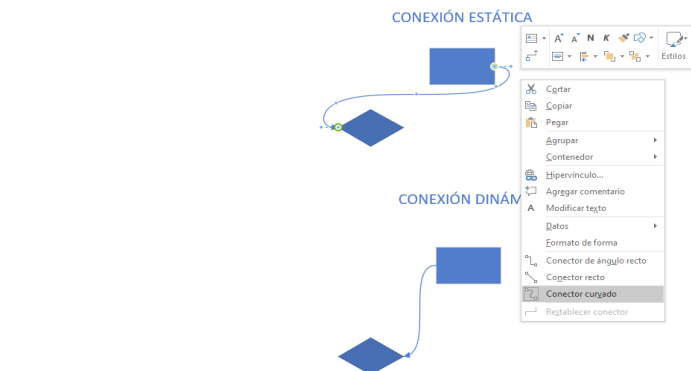 CONEXIÓN ESTÁTICA
A A N K
Estilos
Cortar
Copiar
Pegar
Agrupar
Contenedor
Hipervínculo...
Agregar comentario
A Modificar texto
CONEXIÓN DINÁM
Datos
Formato de forma
Conector de ángulo recto
Conector recto
Conector curvado
Restablecer conector